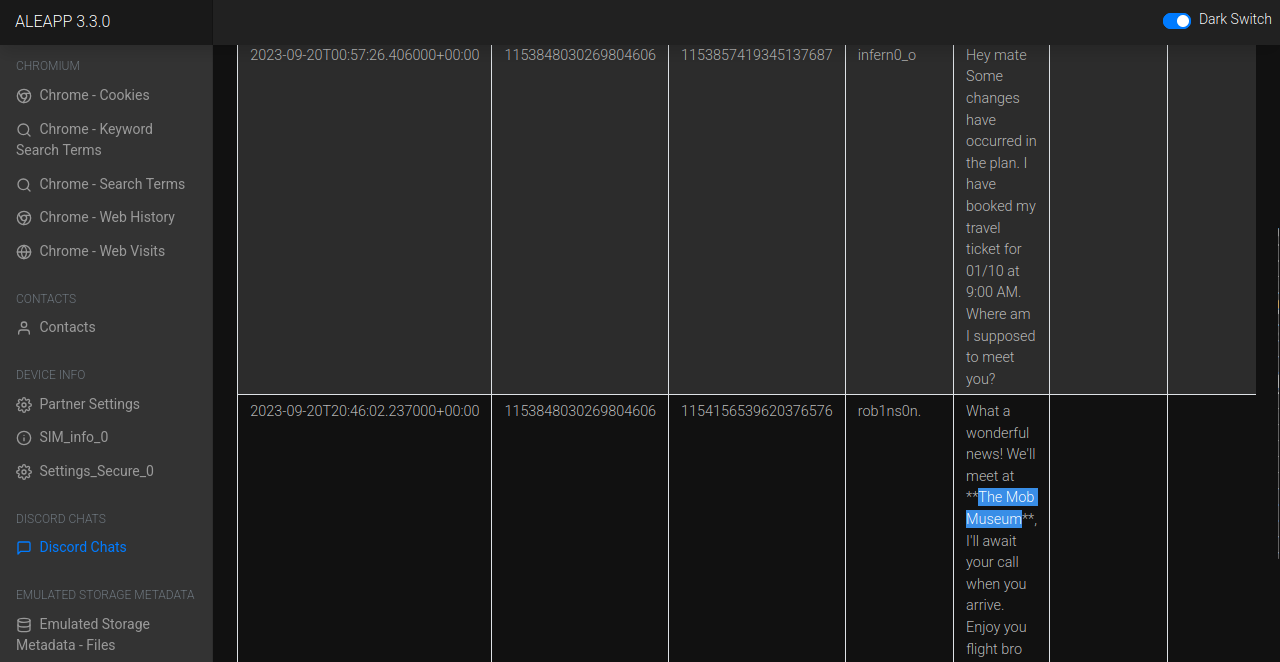 ALEAPP 3.3.0
Dark Switch
CHROMIUM
Chrome - Cookies
Chrome - Keyword
Search Terms
Chrome - Search Terms
Chrome - Web History
Chrome - Web Visits
CONTACTS
Contacts
DEVICE INFO
Partner Settings
SIM_info_0
Settings_Secure_0
DISCORD CHATS
Discord Chats
EMULATED STORAGE METADATA
Emulated Storage
Metadata - Files
2023-09-20T00:57:26.406000+00:00
1153848030269804606
1153857419345137687
infern0_o
Hey mate
Some
changes
have
occurred in
the plan. I
have
booked my
travel
ticket for
01/10 at
9:00 AM.
Where am
I supposed
to meet
you?
2023-09-20T20:46:02.237000+00:00
1153848030269804606
1154156539620376576
rob1ns0n.
What a
wonderful
news! We'll
meet at
**The Mob
Museum**,
I'll await
your call
when you
arrive.
Enjoy you
flight bro